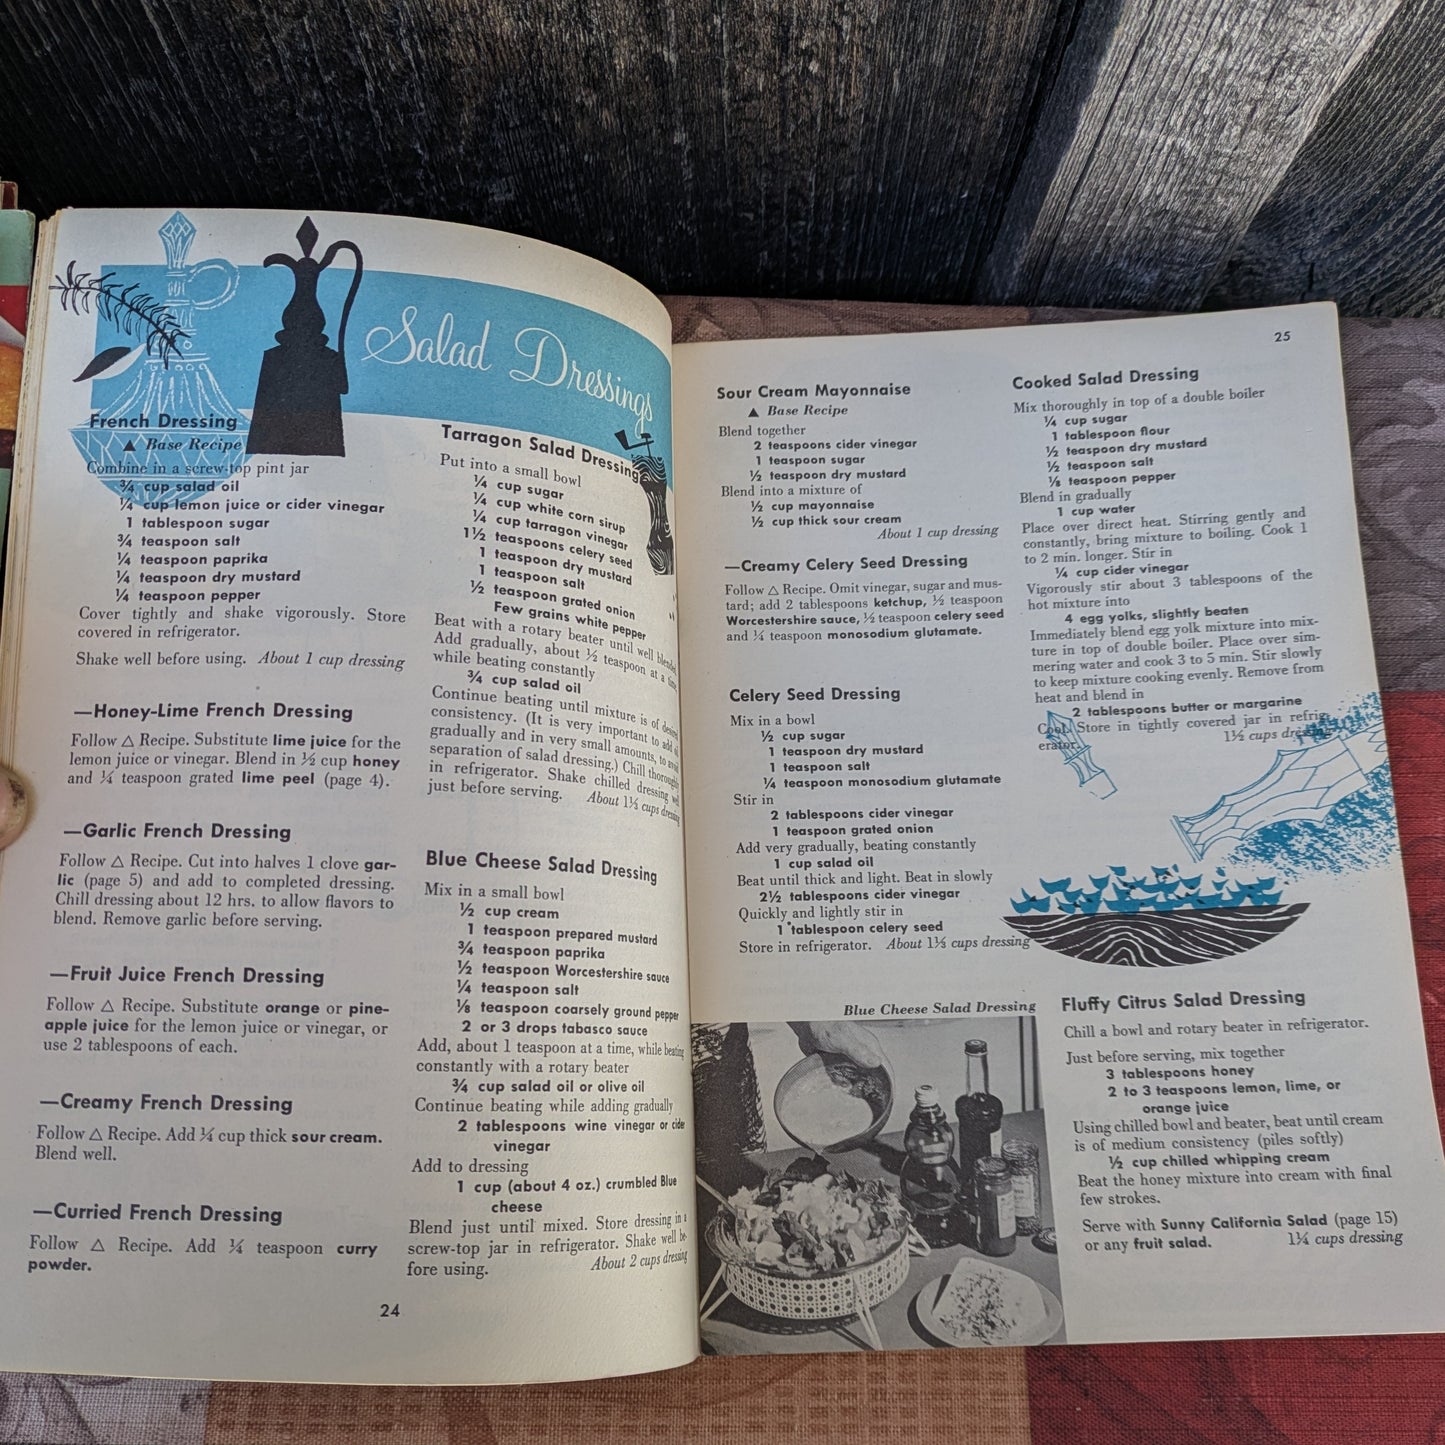 Salad Dressings
French Dressing
▲ Base Recipe
Combine in a screw-top pint jar
¾ cup salad oil
¼ cup lemon juice or cider vinegar
1 tablespoon sugar
¾ teaspoon salt
¼ teaspoon paprika
¼ teaspoon dry mustard
¼ teaspoon pepper
Cover tightly and shake vigorously. Store
covered in refrigerator.
Shake well before using. About 1 cup dressing
—Honey-Lime French Dressing
Follow △ Recipe. Substitute lime juice for the
lemon juice or vinegar. Blend in ½ cup honey
and ¼ teaspoon grated lime peel (page 4).
—Garlic French Dressing
Follow △ Recipe. Cut into halves 1 clove gar-
lic (page 5) and add to completed dressing.
Chill dressing about 12 hrs. to allow flavors to
blend. Remove garlic before serving.
—Fruit Juice French Dressing
Follow △ Recipe. Substitute orange or pine-
apple juice for the lemon juice or vinegar, or
use 2 tablespoons of each.
—Creamy French Dressing
Follow △ Recipe. Add ¼ cup thick sour cream.
Blend well.
—Curried French Dressing
Follow △ Recipe. Add ¼ teaspoon curry
powder.
Tarragon Salad Dressing
Put into a small bowl
¼ cup sugar
¼ cup white corn sirup
¼ cup tarragon vinegar
1½ teaspoons celery seed
1 teaspoon dry mustard
1 teaspoon salt
½ teaspoon grated onion
Few grains white pepper
Beat with a rotary beater until well blended
Add gradually, about ½ teaspoon at a time,
while beating constantly
¾ cup salad oil
Continue beating until mixture is of desired
consistency. (It is very important to add oil
gradually and in very small amounts, to avoid
separation of salad dressing.) Chill thoroughly
in refrigerator. Shake chilled dressing well
just before serving. About 1⅓ cups dressing
Blue Cheese Salad Dressing
Mix in a small bowl
½ cup cream
1 teaspoon prepared mustard
¾ teaspoon paprika
½ teaspoon Worcestershire sauce
¼ teaspoon salt
⅛ teaspoon coarsely ground pepper
2 or 3 drops tabasco sauce
Add, about 1 teaspoon at a time, while beating
constantly with a rotary beater
¾ cup salad oil or olive oil
Continue beating while adding gradually
2 tablespoons wine vinegar or cider
vinegar
Add to dressing
1 cup (about 4 oz.) crumbled Blue
cheese
Blend just until mixed. Store dressing in a
screw-top jar in refrigerator. Shake well be-
fore using. About 2 cups dressing
24
25
Sour Cream Mayonnaise
▲ Base Recipe
Blend together
2 teaspoons cider vinegar
1 teaspoon sugar
½ teaspoon dry mustard
Blend into a mixture of
½ cup mayonnaise
½ cup thick sour cream
About 1 cup dressing
—Creamy Celery Seed Dressing
Follow △ Recipe. Omit vinegar, sugar and mus-
tard; add 2 tablespoons ketchup, ½ teaspoon
Worcestershire sauce, ½ teaspoon celery seed
and ¼ teaspoon monosodium glutamate.
Celery Seed Dressing
Mix in a bowl
½ cup sugar
1 teaspoon dry mustard
1 teaspoon salt
¼ teaspoon monosodium glutamate
Stir in
2 tablespoons cider vinegar
1 teaspoon grated onion
Add very gradually, beating constantly
1 cup salad oil
Beat until thick and light. Beat in slowly
2½ tablespoons cider vinegar
Quickly and lightly stir in
1 tablespoon celery seed
Store in refrigerator. About 1⅓ cups dressing
Blue Cheese Salad Dressing
Cooked Salad Dressing
Mix thoroughly in top of a double boiler
¼ cup sugar
1 tablespoon flour
½ teaspoon dry mustard
½ teaspoon salt
⅛ teaspoon pepper
Blend in gradually
1 cup water
Place over direct heat. Stirring gently and
constantly, bring mixture to boiling. Cook 1
to 2 min. longer. Stir in
¼ cup cider vinegar
Vigorously stir about 3 tablespoons of the
hot mixture into
4 egg yolks, slightly beaten
Immediately blend egg yolk mixture into mix-
ture in top of double boiler. Place over sim-
mering water and cook 3 to 5 min. Stir slowly
to keep mixture cooking evenly. Remove from
heat and blend in
2 tablespoons butter or margarine
Cool. Store in tightly covered jar in refrig-
erator. 1½ cups dressing
Fluffy Citrus Salad Dressing
Chill a bowl and rotary beater in refrigerator.
Just before serving, mix together
3 tablespoons honey
2 to 3 teaspoons lemon, lime, or
orange juice
Using chilled bowl and beater, beat until cream
is of medium consistency (piles softly)
½ cup chilled whipping cream
Beat the honey mixture into cream with final
few strokes.
Serve with Sunny California Salad (page 15)
or any fruit salad. 1¼ cups dressing